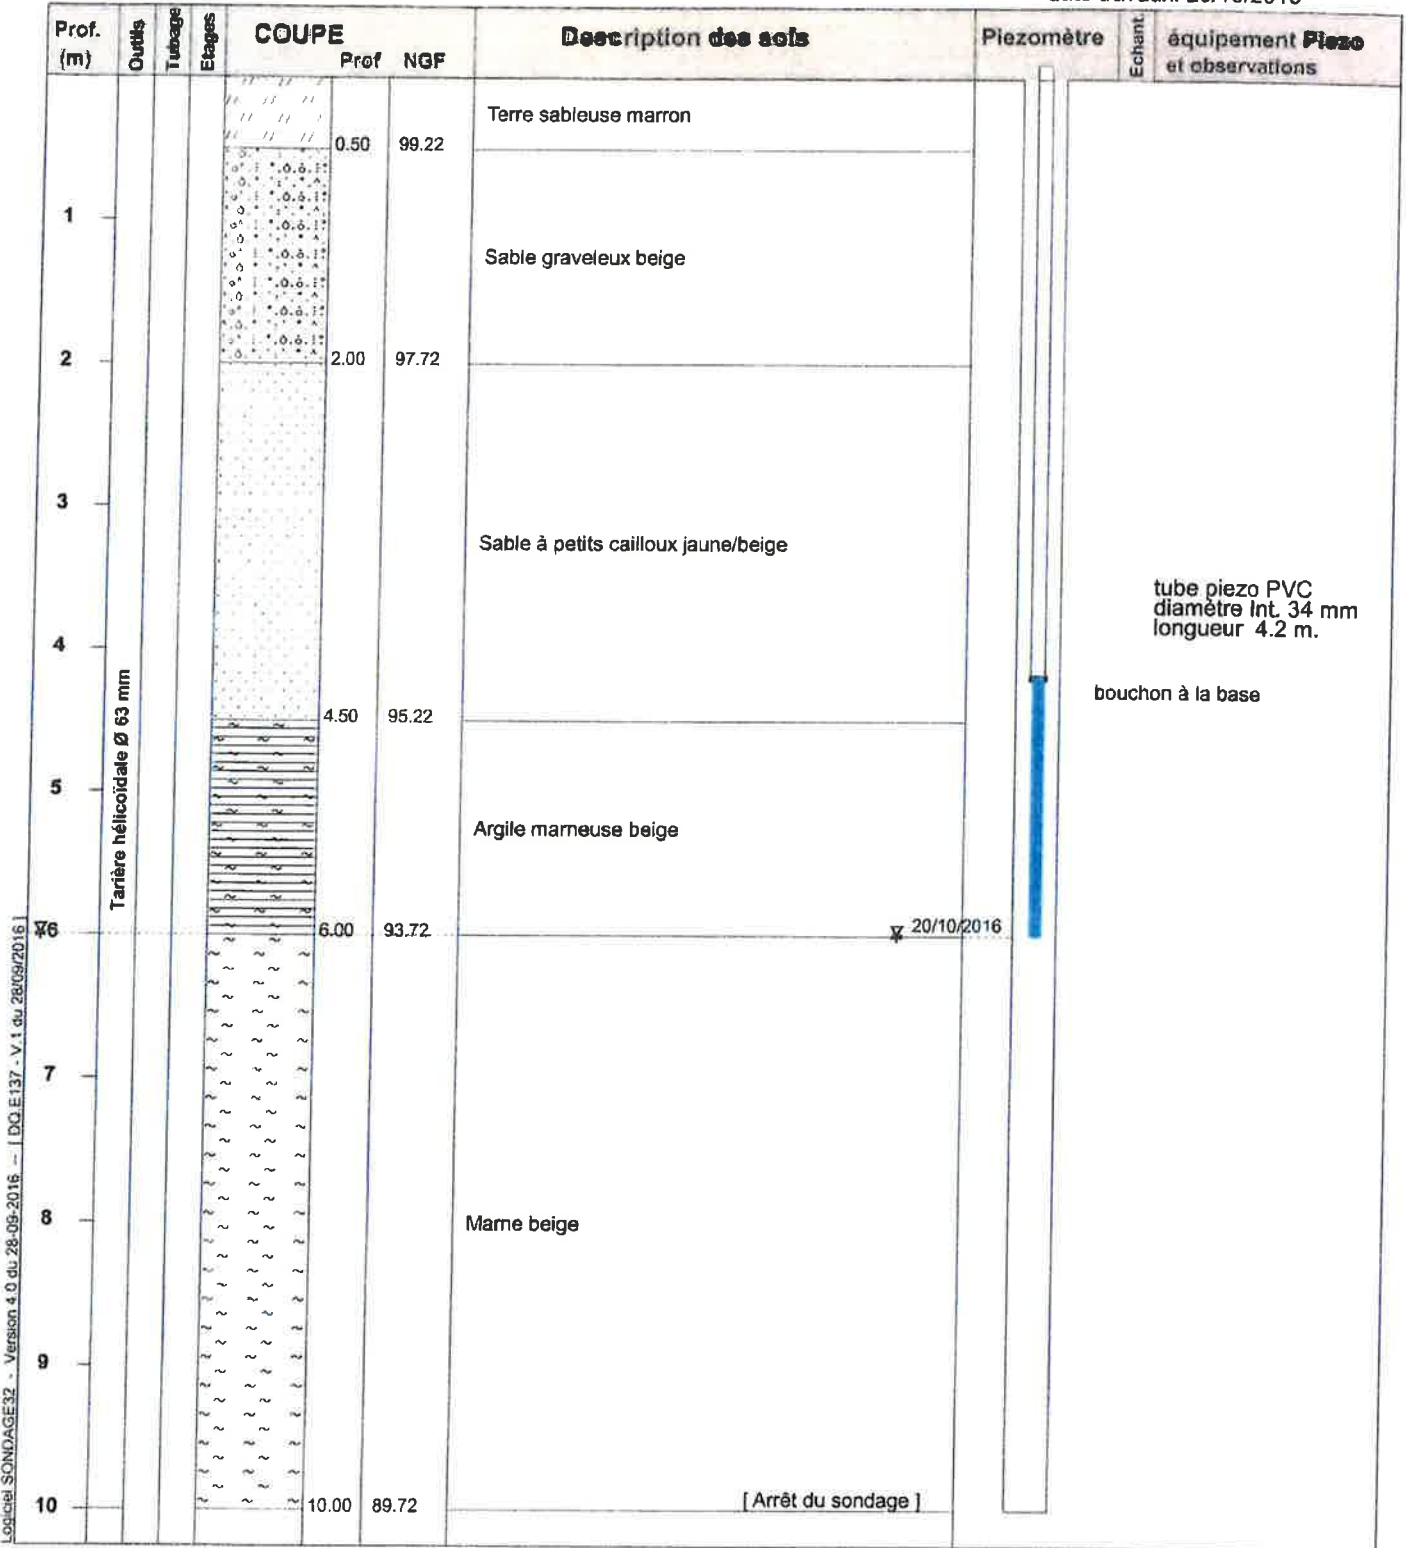 Prof.
(m)
Outils
Tubage
Etages
COUPE
Prof NGF
Description des sols
Piezomètre
Echant.
équipement Piezo
et observations
Terre sableuse marron
0.50 99.22
1
Sable graveleux beige
2
2.00 97.72
3
Sable à petits cailloux jaune/beige
tube piezo PVC
diamètre Int. 34 mm
longueur 4.2 m.
4
bouchon à la base
4.50 95.22
Tarière hélicoïdale Ø 63 mm
5
Argile marneuse beige
6
6.00 93.72
20/10/2016
7
8
Marne beige
9
10
10.00 89.72
[ Arrêt du sondage ]
Logiciel SONDAGE32 - Version 4.0 du 28-09-2016 -- [ DQ.E137 - V.1 du 28/09/2016 ]